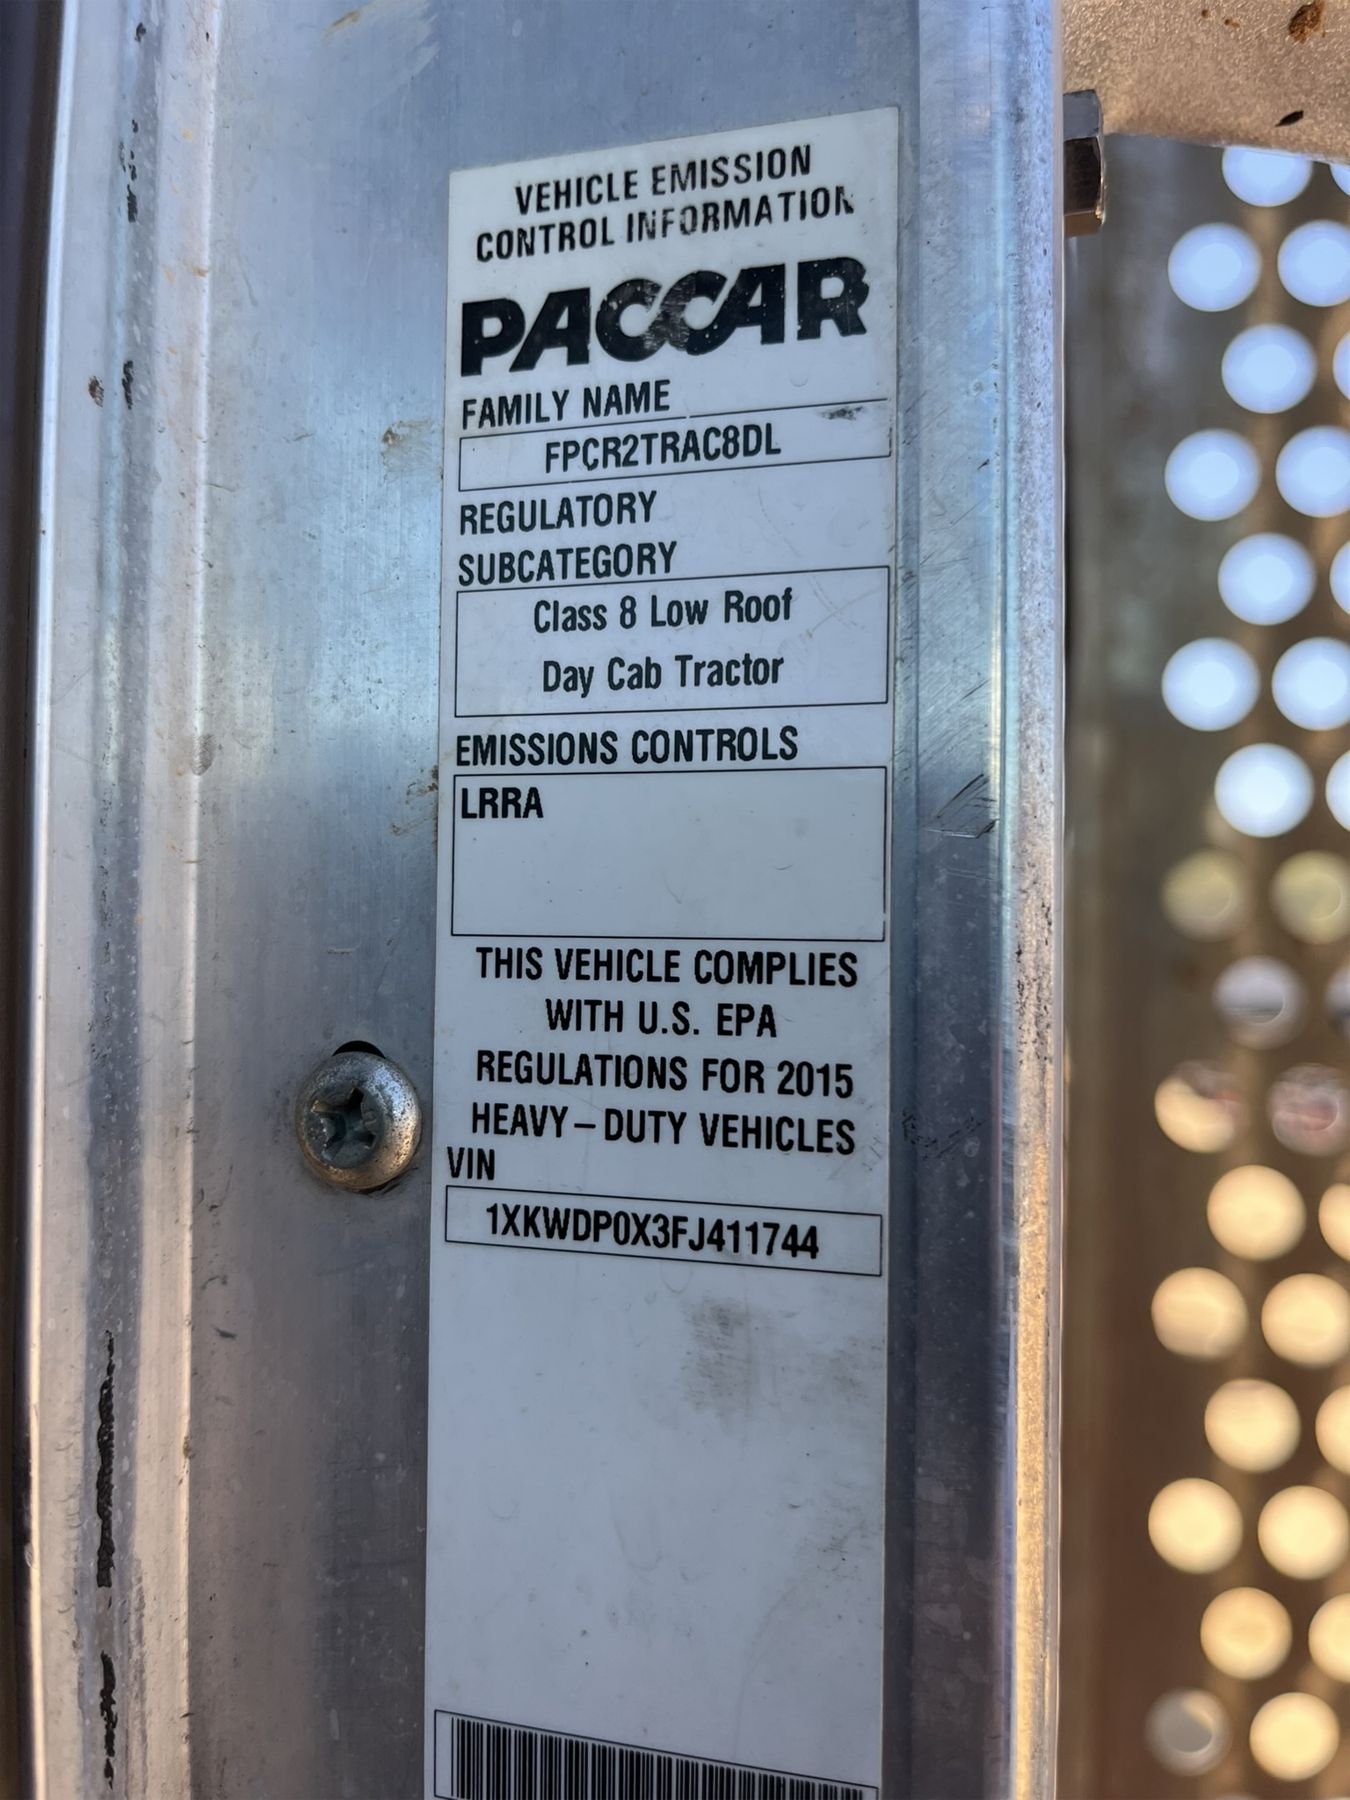 VEHICLE EMISSION
CONTROL INFORMATION
PACCAR
FAMILY NAME
FPCR2TRAC8DL
REGULATORY
SUBCATEGORY
Class 8 Low Roof
Day Cab Tractor
EMISSIONS CONTROLS
LRRA
THIS VEHICLE COMPLIES
WITH U.S. EPA
REGULATIONS FOR 2015
HEAVY-DUTY VEHICLES
VIN
1XKWDP0X3FJ411744